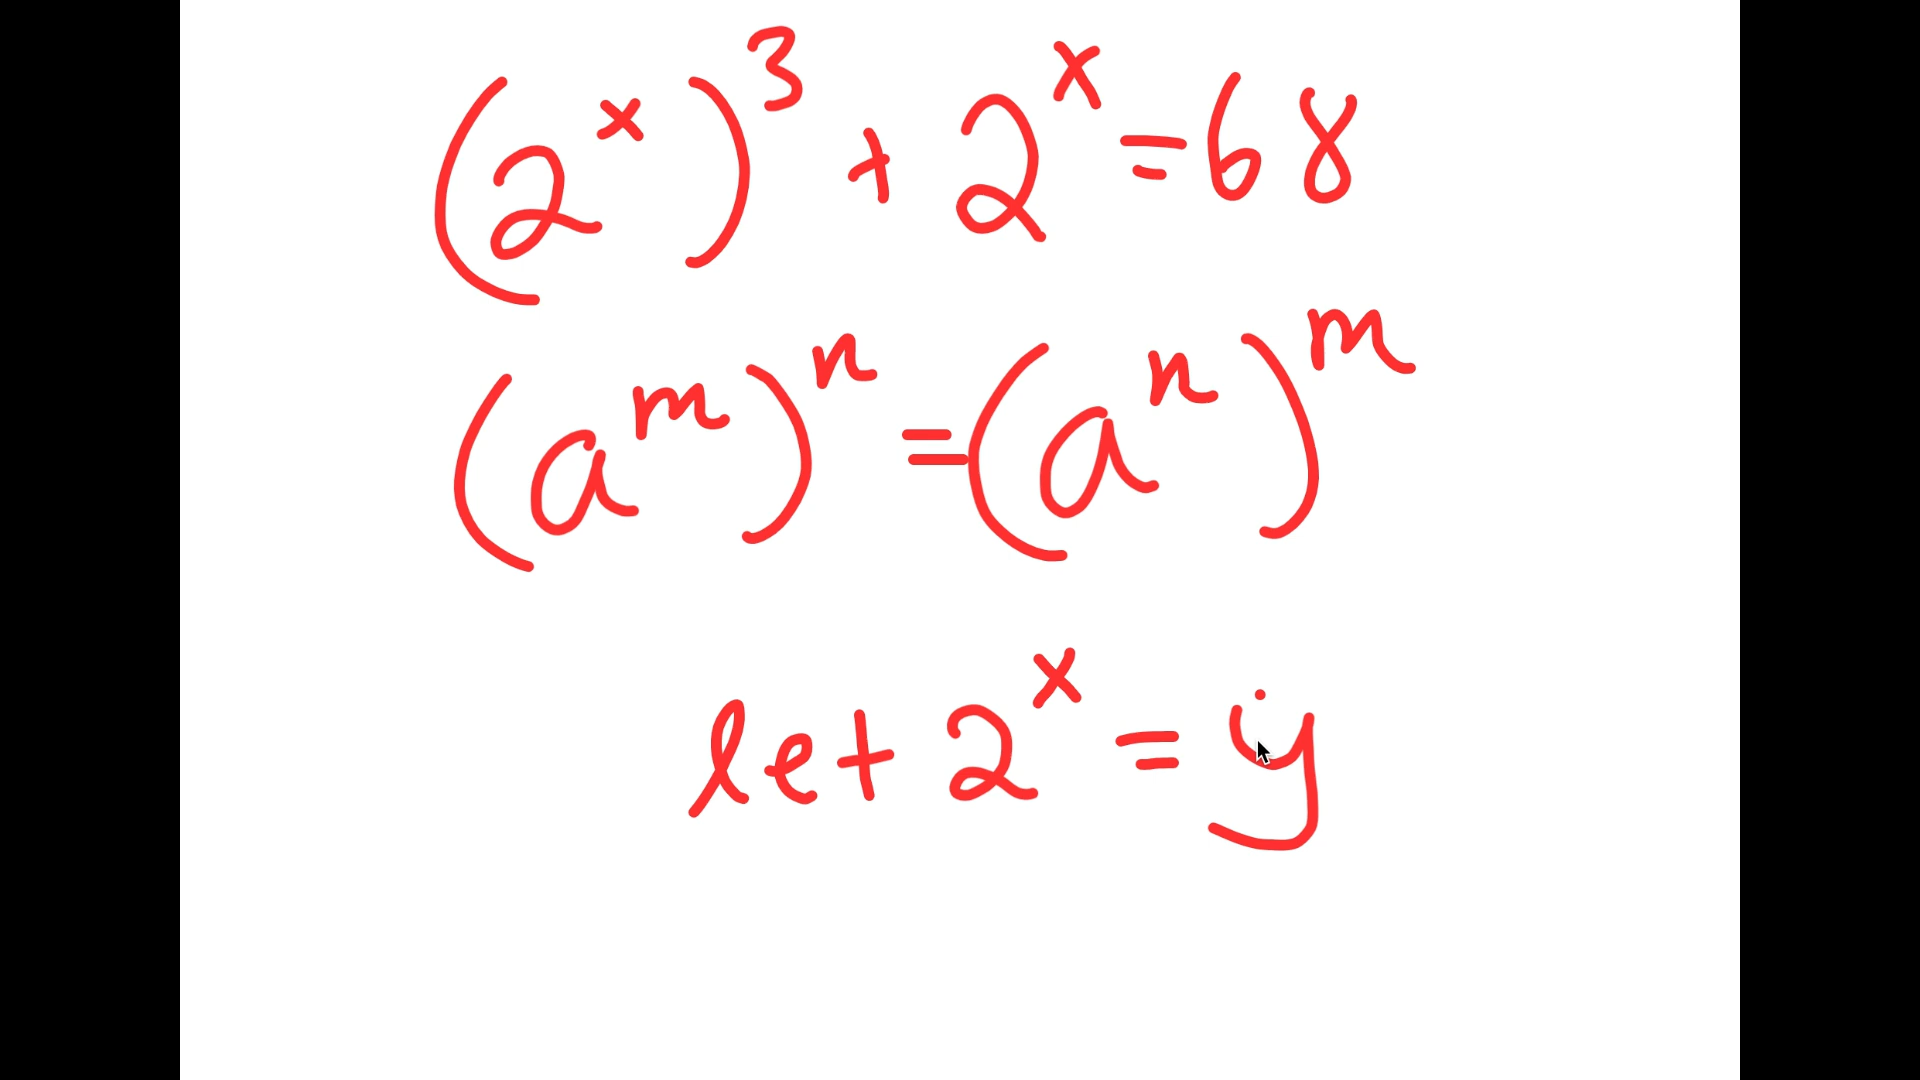 (2^x)^3 + 2^x = 68
(a^m)^n = (a^n)^m
let 2^x = y